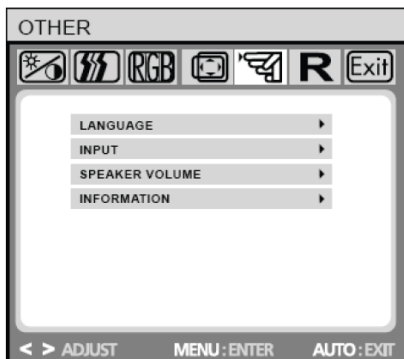 OTHER
RGB R Exit
LANGUAGE
INPUT
SPEAKER VOLUME
INFORMATION
< > ADJUST MENU : ENTER AUTO : EXIT